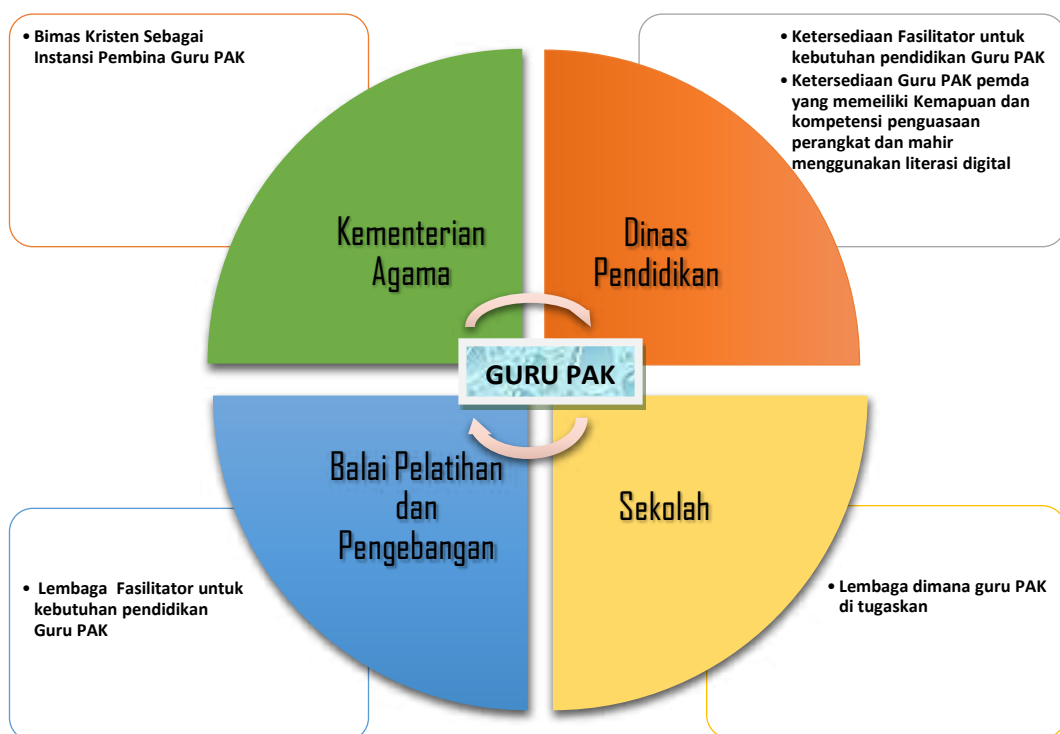 • Bimas Kristen Sebagai
Instansi Pembina Guru PAK
• Ketersediaan Fasilitator untuk
kebutuhan pendidikan Guru PAK
• Ketersediaan Guru PAK pemda
yang memeiliki Kemapuan dan
kompetensi penguasaan
perangkat dan mahir
menggunakan literasi digital
Kementerian
Agama
Dinas
Pendidikan
GURU PAK
Balai Pelatihan
dan
Pengebangan
Sekolah
• Lembaga Fasilitator untuk
kebutuhan pendidikan
Guru PAK
• Lembaga dimana guru PAK
di tugaskan